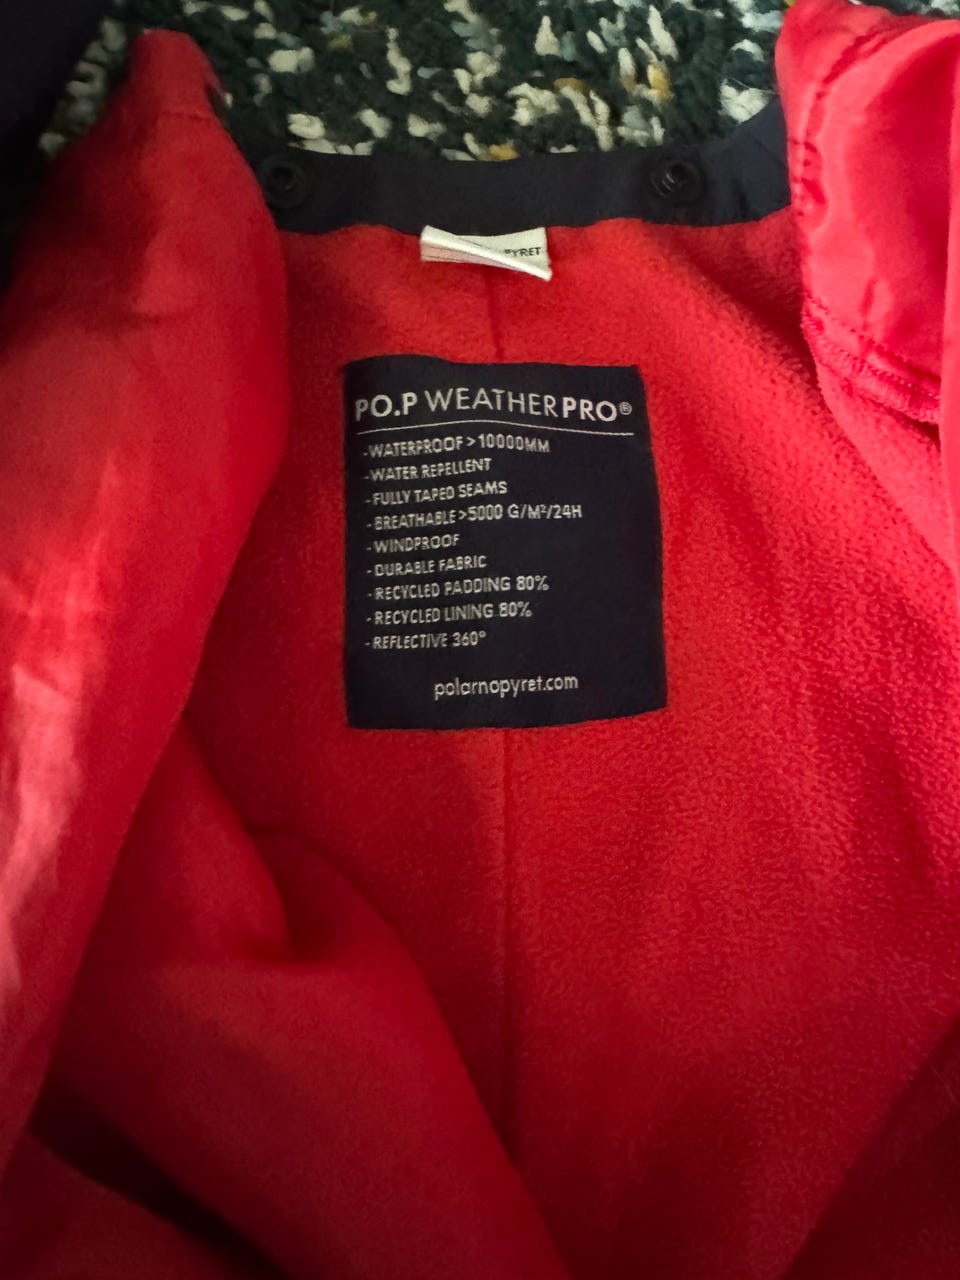 PYRET
PO.P WEATHERPRO®
-WATERPROOF >10000MM
-WATER REPELLENT
-FULLY TAPED SEAMS
-BREATHABLE >5000 G/M²/24H
-WINDPROOF
-DURABLE FABRIC
-RECYCLED PADDING 80%
-RECYCLED LINING 80%
-REFLECTIVE 360°
polarnopyret.com